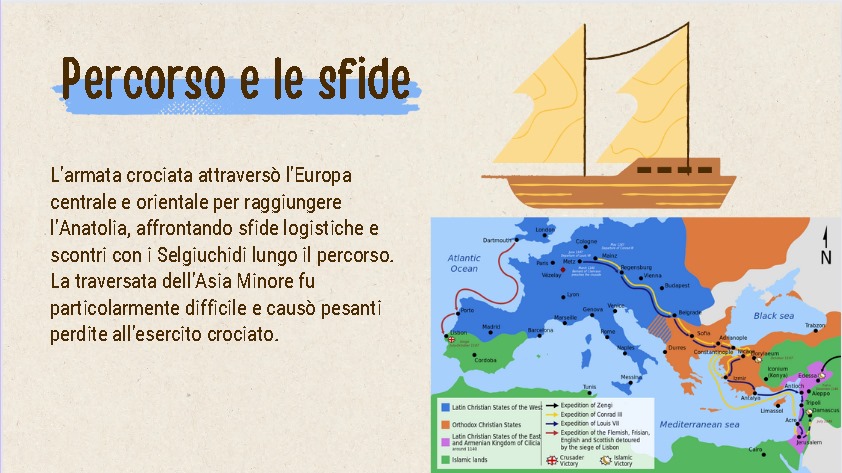 Percorso e le sfide
L'armata crociata attraversò l'Europa
centrale e orientale per raggiungere
l'Anatolia, affrontando sfide logistiche e
scontri con i Selgiuchidi lungo il percorso.
La traversata dell'Asia Minore fu
particolarmente difficile e causò pesanti
perdite all'esercito crociato.
London
Dartmouth
Cologne
Atlantic
Ocean
Paris
Metz
Mainz
Regensburg
Vézelay
Vienna
Budapest
N
Lyon
Venice
Genova
Belgrade
Black sea
Porto
Marseille
Trabzon
Lisbon
Madrid
Barcelona
Rome
Sofia
Adrianople
Constantinople
Nicaea
Dorylaeum
Durres
Naples
Cordoba
Izmir
Iconium
(Konya)
Edessa
Messina
Antioch
Aleppo
Tunis
Antalya
Tripoli
Limassol
Damascus
Acre
Mediterranean sea
Jerusalem
Cairo
Latin Christian States of the West
Orthodox Christian States
Latin Christian States of the East
and Armenian Kingdom of Cilicia
around 1140
Islamic lands
Expedition of Zengi
Expedition of Conrad III
Expedition of Louis VII
Expedition of the Flemish, Frisian,
English and Scottish detoured
by the siege of Lisbon
Crusader
Victory
Islamic
Victory